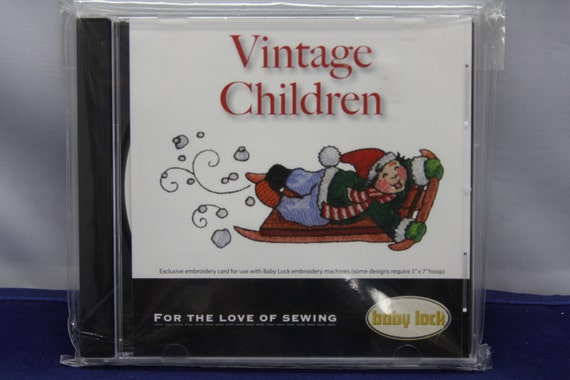 Vintage
Children
Exclusive embroidery card for use with Baby Lock embroidery machines (some designs require 5" x 7" hoop)
FOR THE LOVE OF SEWING
baby lock